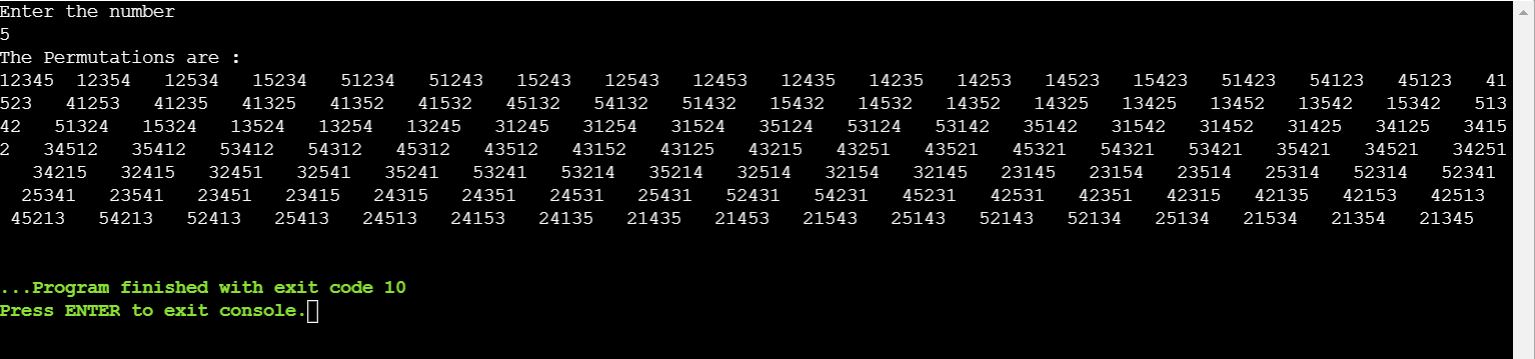 Enter the number
5
The Permutations are :
12345  12354   12534   15234   51234   51243   15243   12543   12453   12435   14235   14253   14523   15423   51423   54123   45123   41
523   41253   41235   41325   41352   41532   45132   54132   51432   15432   14532   14352   14325   13425   13452   13542   15342   513
42   51324   15324   13524   13254   13245   31245   31254   31524   35124   53124   53142   35142   31542   31452   31425   34125   3415
2   34512   35412   53412   54312   45312   43512   43152   43125   43215   43251   43521   45321   54321   53421   35421   34521   34251
   34215   32415   32451   32541   35241   53241   53214   35214   32514   32154   32145   23145   23154   23514   25314   52314   52341
  25341   23541   23451   23415   24315   24351   24531   25431   52431   54231   45231   42531   42351   42315   42135   42153   42513
 45213   54213   52413   25413   24513   24153   24135   21435   21453   21543   25143   52143   52134   25134   21534   21354   21345
...Program finished with exit code 10
Press ENTER to exit console.